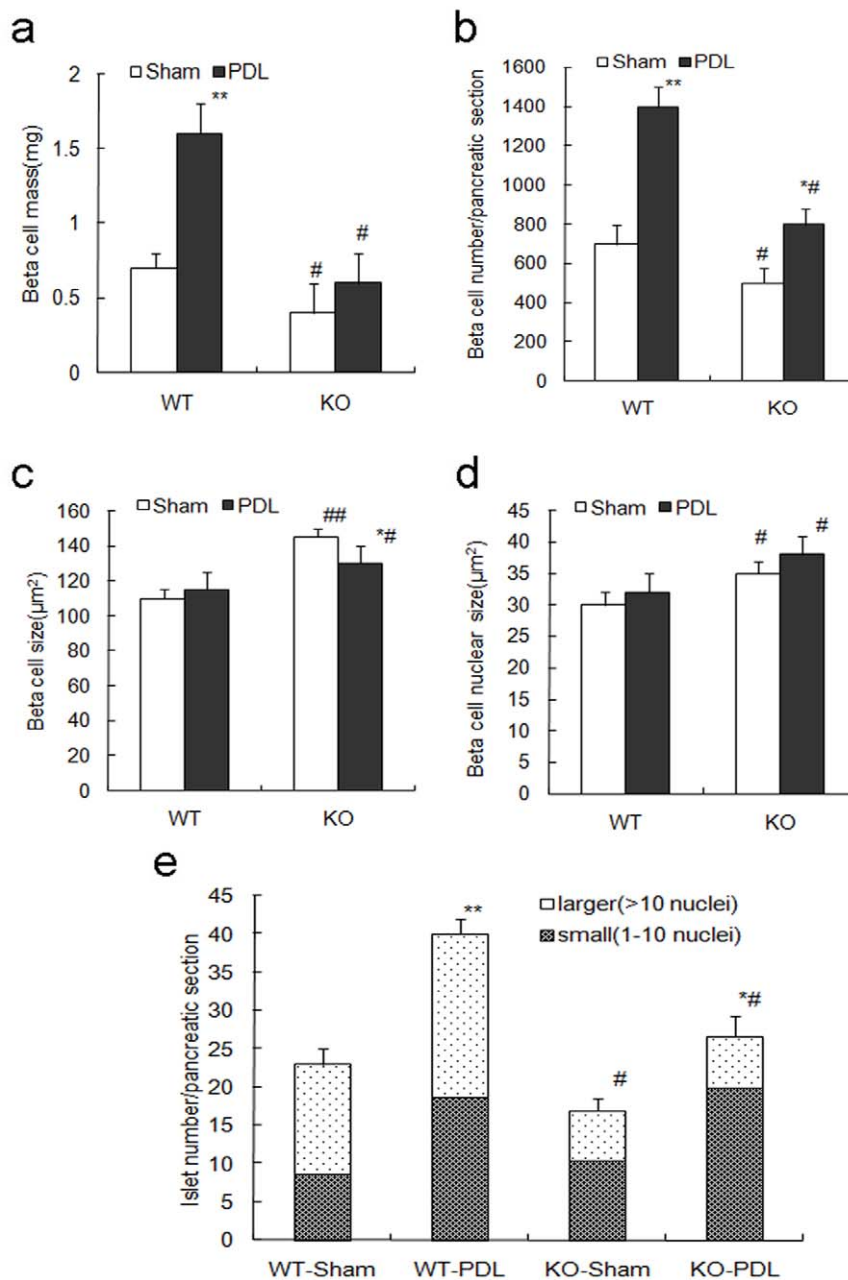 a
Sham PDL
Beta cell mass(mg)
2
1.5
1
0.5
0
**
#
#
WT KO
b
Sham PDL
Beta cell number/pancreatic section
1600
1400
1200
1000
800
600
400
200
0
**
#
*#
WT KO
c
Sham PDL
Beta cell size(µm²)
160
140
120
100
80
60
40
20
0
##
*#
WT KO
d
Sham PDL
Beta cell nuclear size(µm²)
45
40
35
30
25
20
15
10
5
0
#
#
WT KO
e
larger(>10 nuclei)
small(1-10 nuclei)
Islet number/pancreatic section
45
40
35
30
25
20
15
10
5
0
**
#
*#
WT-Sham WT-PDL KO-Sham KO-PDL